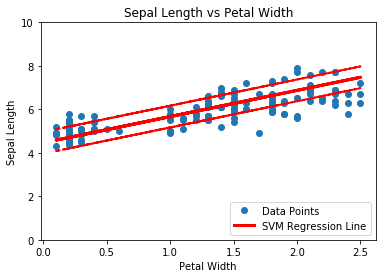 Sepal Length vs Petal Width
10
8
6
4
2
0
Sepal Length
0.0 0.5 1.0 1.5 2.0 2.5
Petal Width
Data Points
SVM Regression Line